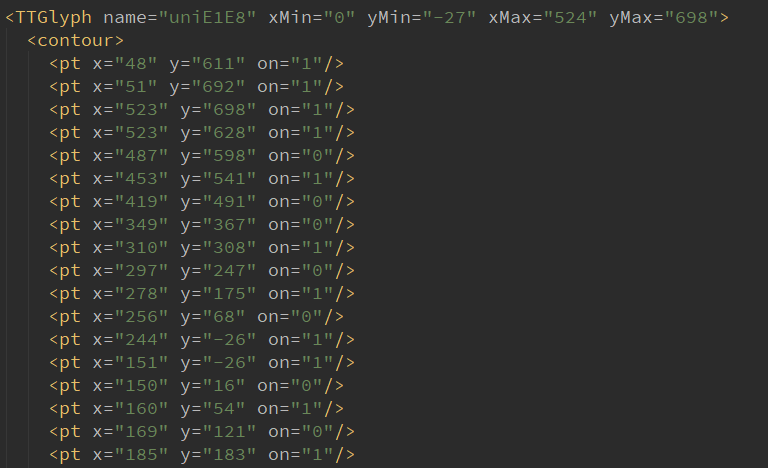 <TTGlyph name="uniE1E8" xMin="0" yMin="-27" xMax="524" yMax="698">
<contour>
<pt x="48" y="611" on="1"/>
<pt x="51" y="692" on="1"/>
<pt x="523" y="698" on="1"/>
<pt x="523" y="628" on="1"/>
<pt x="487" y="598" on="0"/>
<pt x="453" y="541" on="1"/>
<pt x="419" y="491" on="0"/>
<pt x="349" y="367" on="0"/>
<pt x="310" y="308" on="1"/>
<pt x="297" y="247" on="0"/>
<pt x="278" y="175" on="1"/>
<pt x="256" y="68" on="0"/>
<pt x="244" y="-26" on="1"/>
<pt x="151" y="-26" on="1"/>
<pt x="150" y="16" on="0"/>
<pt x="160" y="54" on="1"/>
<pt x="169" y="121" on="0"/>
<pt x="185" y="183" on="1"/>